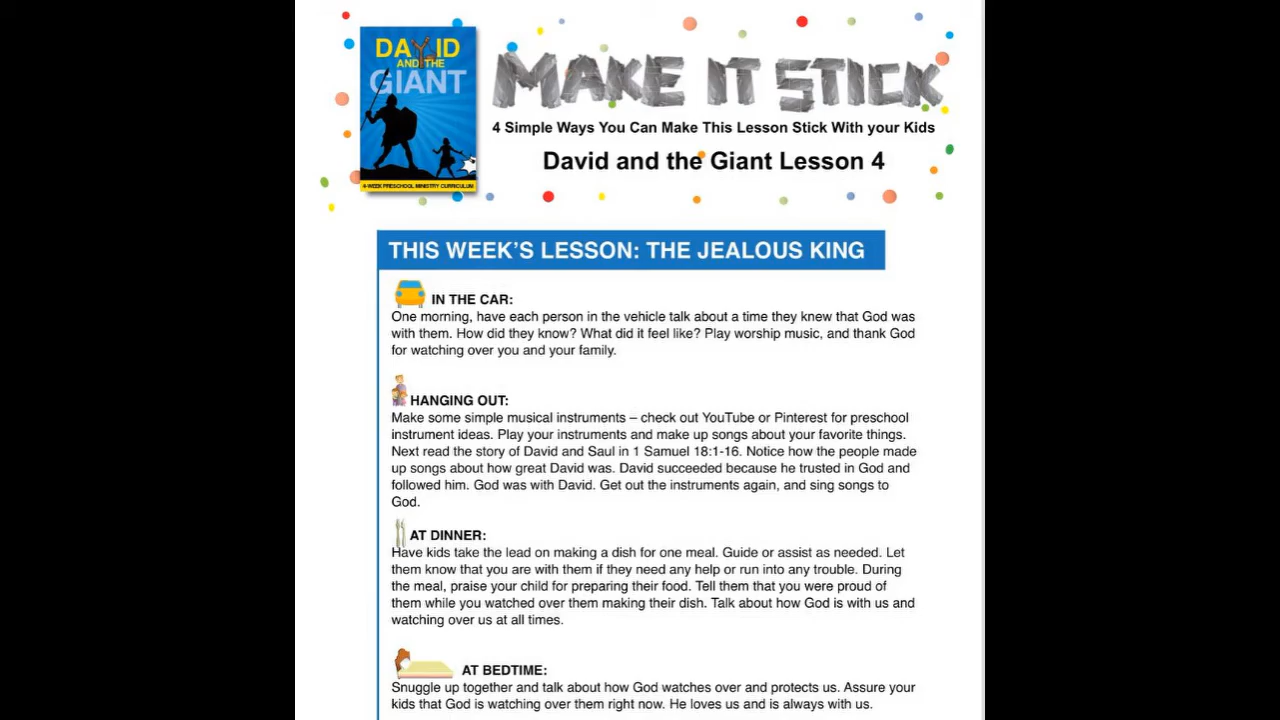 DAVID
AND THE
GIANT
4-WEEK PRESCHOOL MINISTRY CURRICULUM
MAKE IT STICK
4 Simple Ways You Can Make This Lesson Stick With your Kids
David and the Giant Lesson 4
THIS WEEK'S LESSON: THE JEALOUS KING
IN THE CAR:
One morning, have each person in the vehicle talk about a time they knew that God was
with them. How did they know? What did it feel like? Play worship music, and thank God
for watching over you and your family.
HANGING OUT:
Make some simple musical instruments – check out YouTube or Pinterest for preschool
instrument ideas. Play your instruments and make up songs about your favorite things.
Next read the story of David and Saul in 1 Samuel 18:1-16. Notice how the people made
up songs about how great David was. David succeeded because he trusted in God and
followed him. God was with David. Get out the instruments again, and sing songs to
God.
AT DINNER:
Have kids take the lead on making a dish for one meal. Guide or assist as needed. Let
them know that you are with them if they need any help or run into any trouble. During
the meal, praise your child for preparing their food. Tell them that you were proud of
them while you watched over them making their dish. Talk about how God is with us and
watching over us at all times.
AT BEDTIME:
Snuggle up together and talk about how God watches over and protects us. Assure your
kids that God is watching over them right now. He loves us and is always with us.